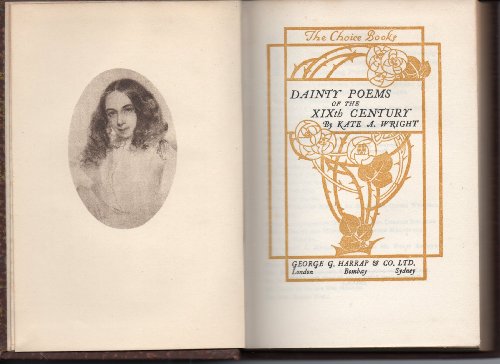 The Choice Books
DAINTY POEMS
OF THE
XIXth CENTURY
By KATE A. WRIGHT
GEORGE G. HARRAP & CO. LTD.
London Bombay Sydney